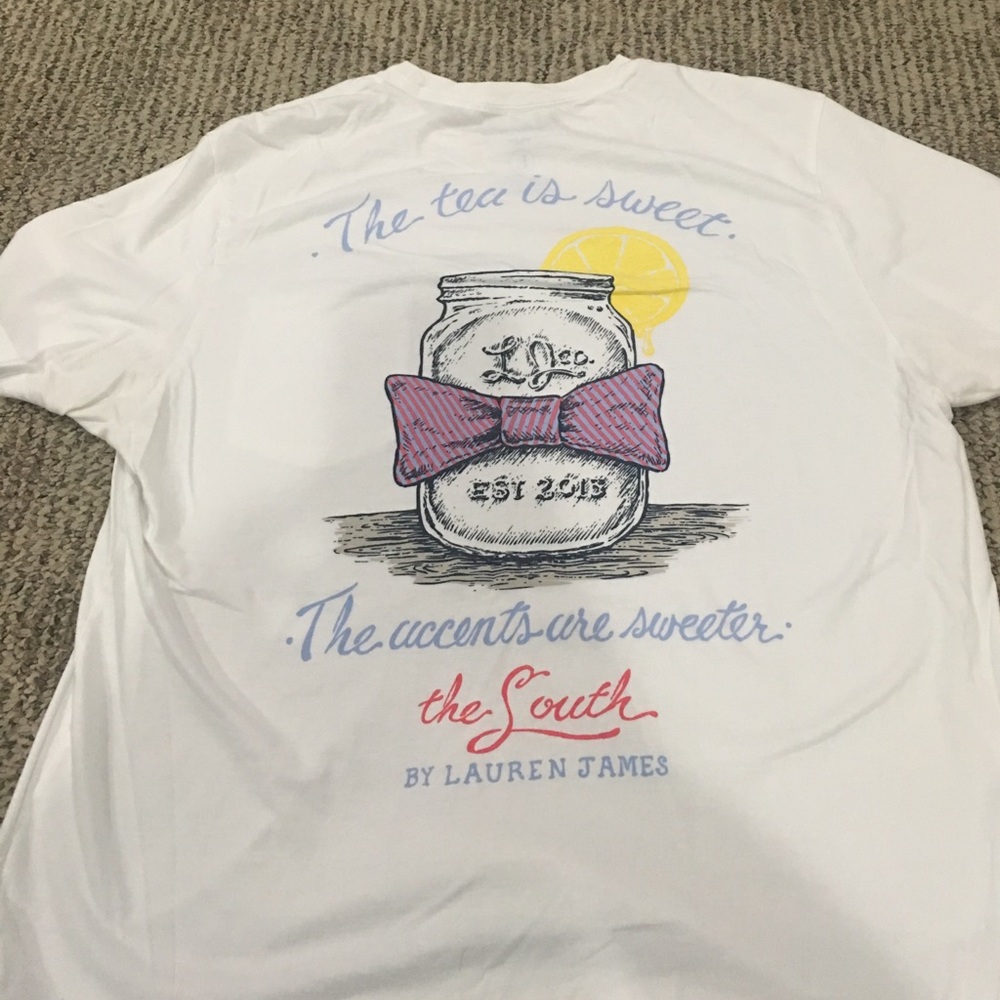 · The tea is sweet. ·
LJco.
EST 2013
· The accents are sweeter. ·
the South
BY LAUREN JAMES